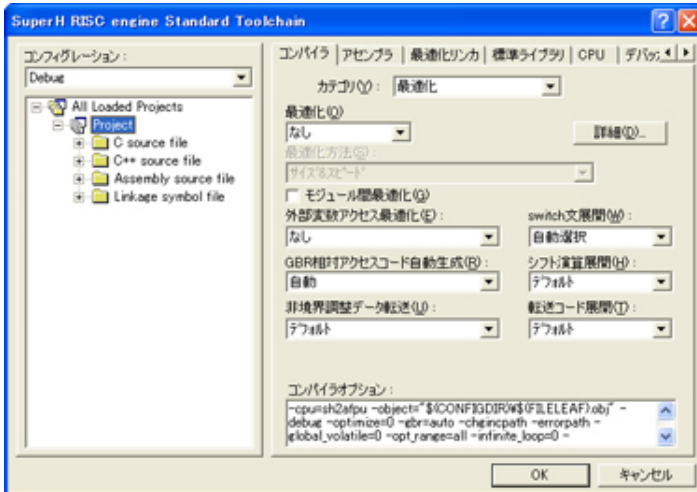 SuperH RISC engine Standard Toolchain
コンフィグレーション :
Debug
All Loaded Projects
Project
C source file
C++ source file
Assembly source file
Linkage symbol file
コンパイラ アセンブラ 最適化リンカ 標準ライブラリ CPU デバッ
カテゴリ(Y) : 最適化
最適化(O)
なし
詳細(D)...
最適化方法(S) :
サイズ&スピード
モジュール間最適化(G)
外部変数アクセス最適化(E) : switch文展開(W) :
なし 自動選択
GBR相対アクセスコード自動生成(R) : シフト演算展開(H) :
自動 デフォルト
非境界調整データ転送(U) : 転送コード展開(T) :
デフォルト デフォルト
コンパイラオプション :
-cpu=sh2afpu -object="$(CONFIGDIR)¥$(FILELEAF).obj" -
debug -optimize=0 -gbr=auto -chgincpath -errorpath -
global_volatile=0 -opt_range=all -infinite_loop=0 -
OK キャンセル